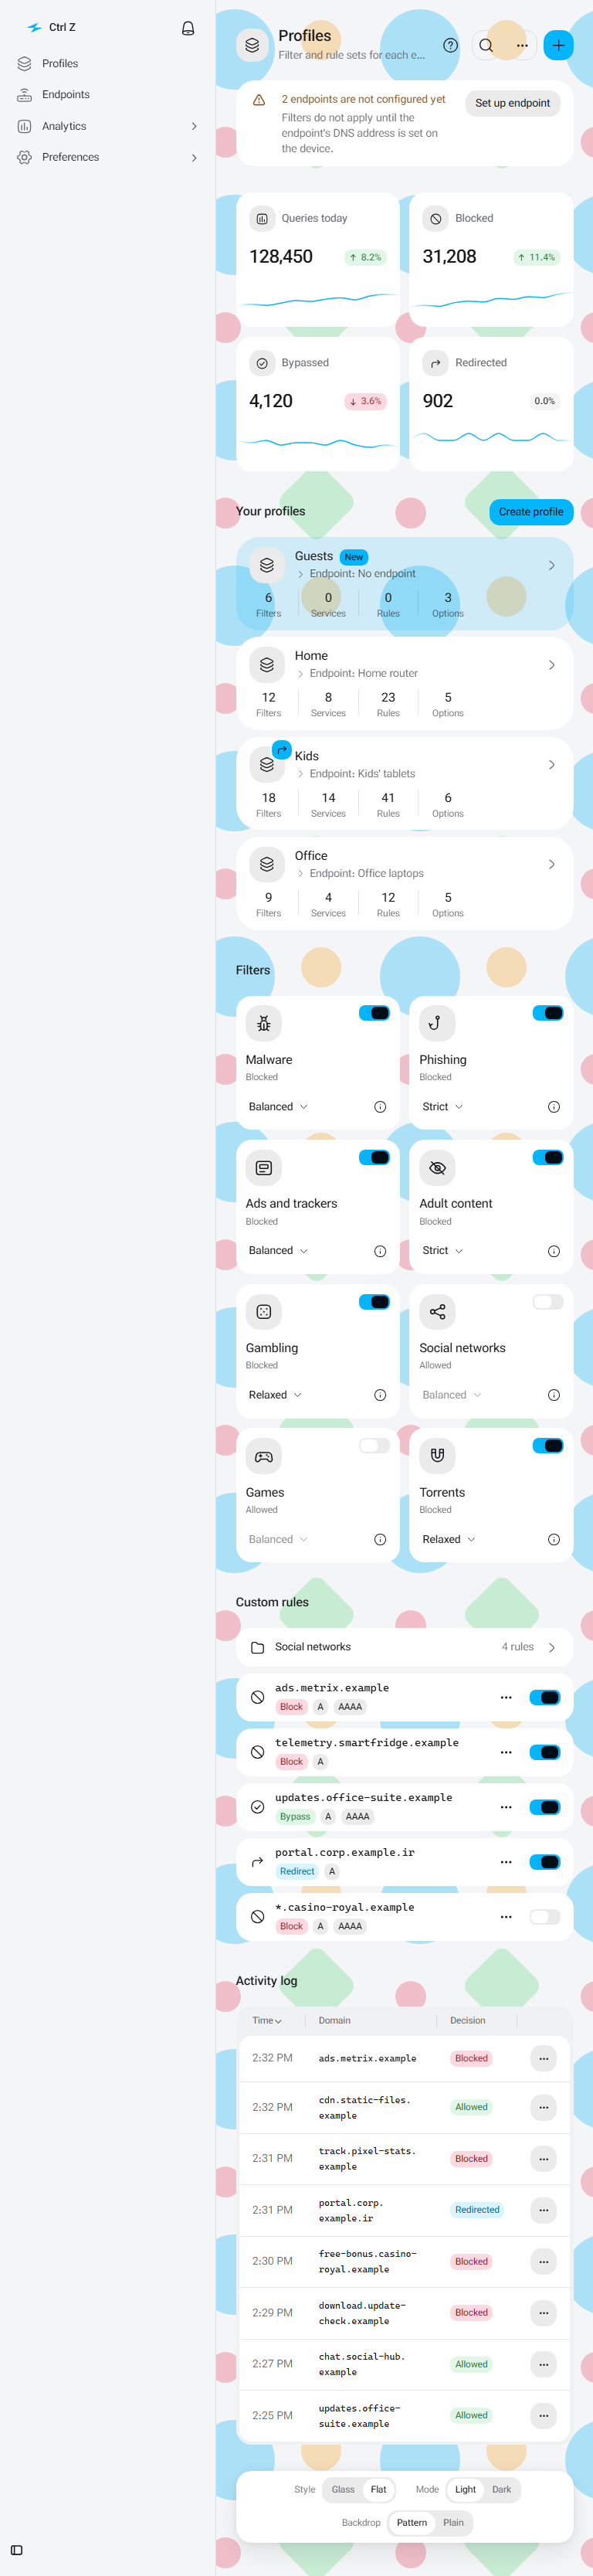 Ctrl Z
Profiles
Endpoints
Analytics
Preferences
Profiles
Filter and rule sets for each e...
2 endpoints are not configured yet
Filters do not apply until the
endpoint's DNS address is set on
the device.
Set up endpoint
Queries today
128,450
8.2%
Blocked
31,208
11.4%
Bypassed
4,120
3.6%
Redirected
902
0.0%
Your profiles
Create profile
Guests New
Endpoint: No endpoint
6 0 0 3
Filters Services Rules Options
Home
Endpoint: Home router
12 8 23 5
Filters Services Rules Options
Kids
Endpoint: Kids' tablets
18 14 41 6
Filters Services Rules Options
Office
Endpoint: Office laptops
9 4 12 5
Filters Services Rules Options
Filters
Malware
Blocked
Balanced
Phishing
Blocked
Strict
Ads and trackers
Blocked
Balanced
Adult content
Blocked
Strict
Gambling
Blocked
Relaxed
Social networks
Allowed
Balanced
Games
Allowed
Balanced
Torrents
Blocked
Relaxed
Custom rules
Social networks 4 rules
ads.metrix.example
Block A AAAA
telemetry.smartfridge.example
Block A
updates.office-suite.example
Bypass A AAAA
portal.corp.example.ir
Redirect A
*.casino-royal.example
Block A AAAA
Activity log
Time Domain Decision
2:32 PM ads.metrix.example Blocked
2:32 PM cdn.static-files. Allowed
example
2:31 PM track.pixel-stats. Blocked
example
2:31 PM portal.corp. Redirected
example.ir
2:30 PM free-bonus.casino- Blocked
royal.example
2:29 PM download.update- Blocked
check.example
2:27 PM chat.social-hub. Allowed
example
2:25 PM updates.office- Allowed
suite.example
Style Glass Flat Mode Light Dark
Backdrop Pattern Plain